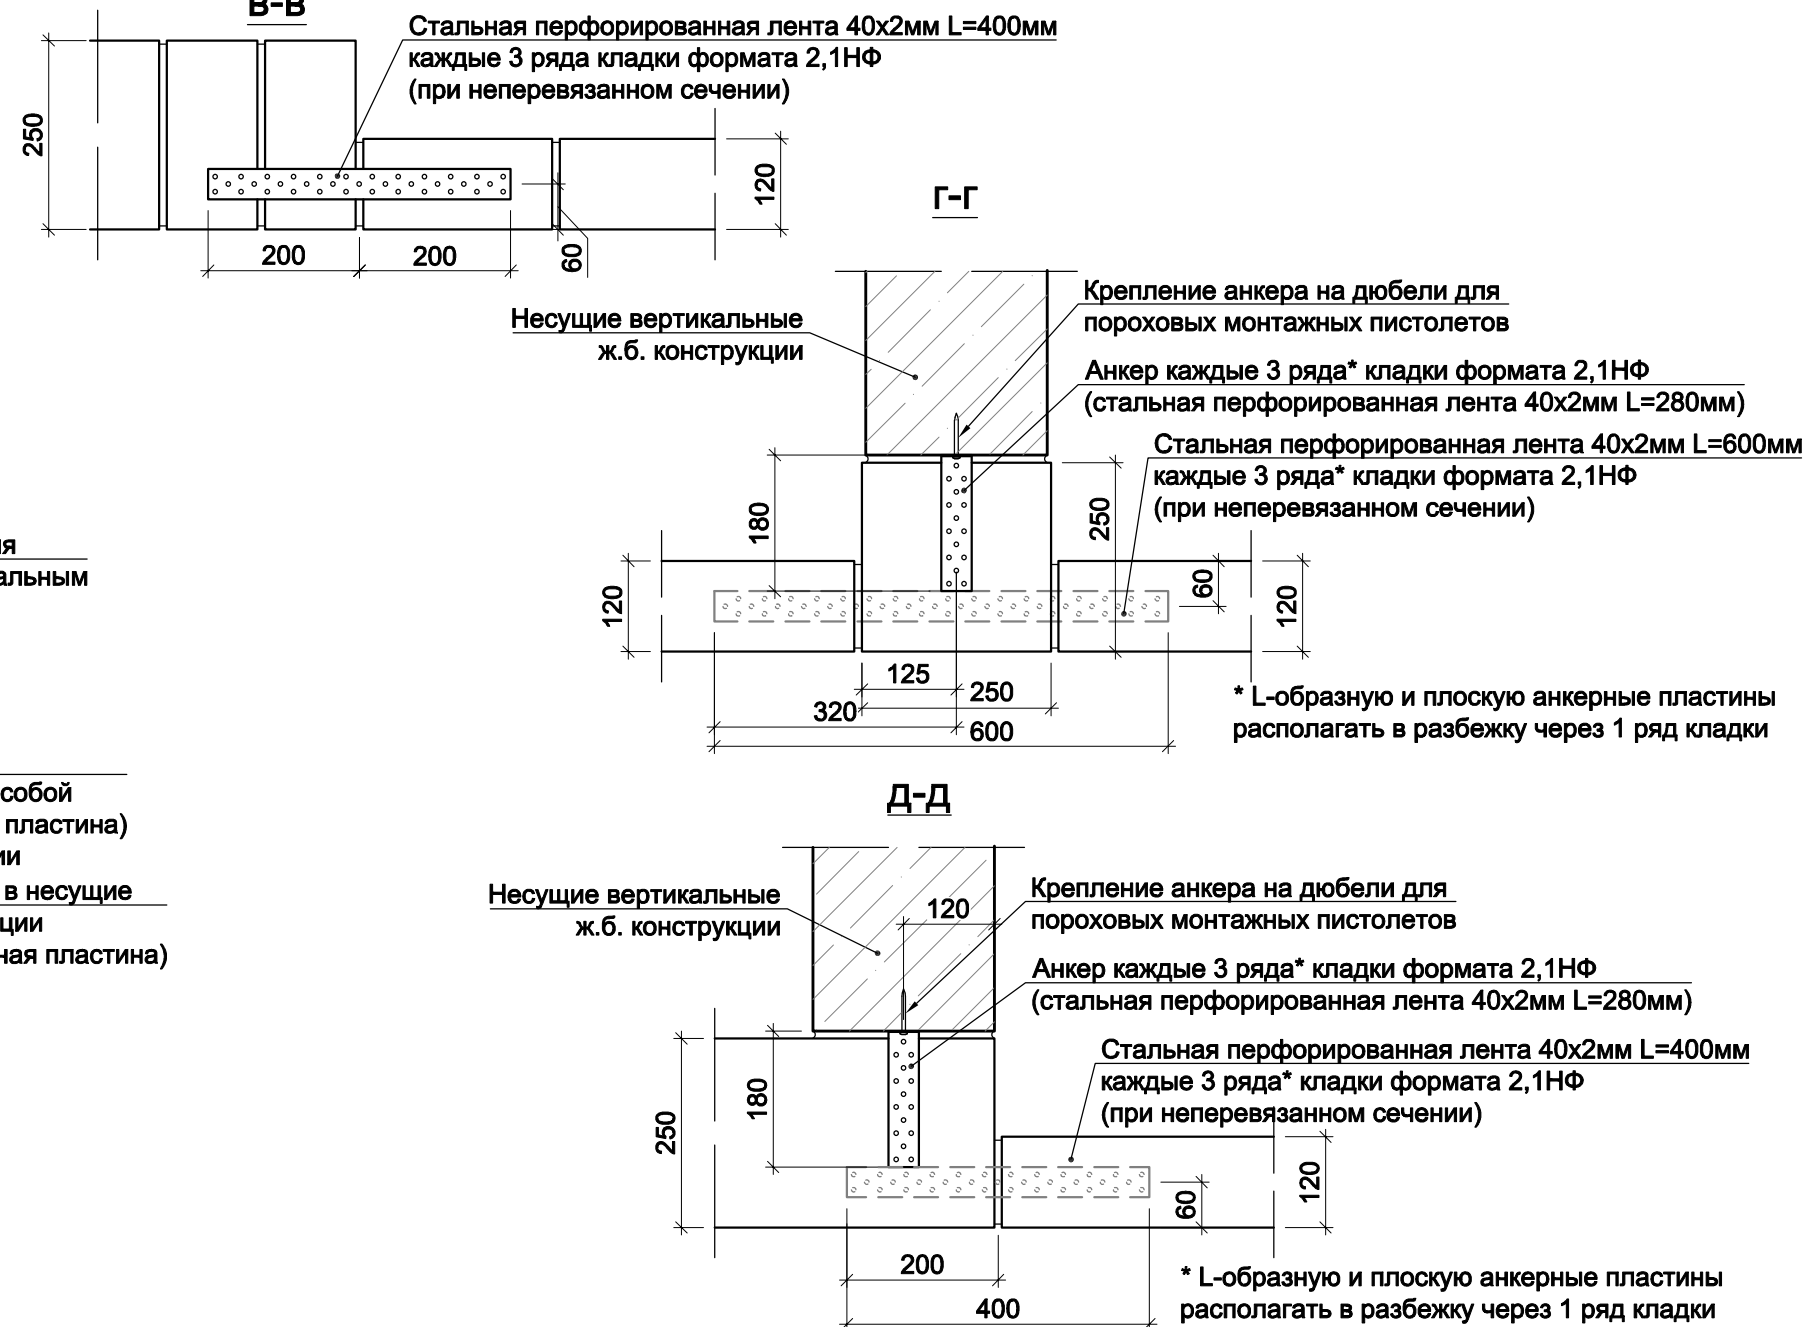 В-В
Стальная перфорированная лента 40х2мм L=400мм
каждые 3 ряда кладки формата 2,1НФ
(при неперевязанном сечении)
250
120
200
200
60
Г-Г
Несущие вертикальные
ж.б. конструкции
Крепление анкера на дюбели для
пороховых монтажных пистолетов
Анкер каждые 3 ряда* кладки формата 2,1НФ
(стальная перфорированная лента 40х2мм L=280мм)
Стальная перфорированная лента 40х2мм L=600мм
каждые 3 ряда* кладки формата 2,1НФ
(при неперевязанном сечении)
180
250
120
60
120
125
250
320
600
* L-образную и плоскую анкерные пластины
располагать в разбежку через 1 ряд кладки
альным
собой
пластина)
в несущие
ная пластина)
Д-Д
Несущие вертикальные
ж.б. конструкции
120
Крепление анкера на дюбели для
пороховых монтажных пистолетов
Анкер каждые 3 ряда* кладки формата 2,1НФ
(стальная перфорированная лента 40х2мм L=280мм)
Стальная перфорированная лента 40х2мм L=400мм
каждые 3 ряда* кладки формата 2,1НФ
(при неперевязанном сечении)
250
180
60
120
200
400
* L-образную и плоскую анкерные пластины
располагать в разбежку через 1 ряд кладки